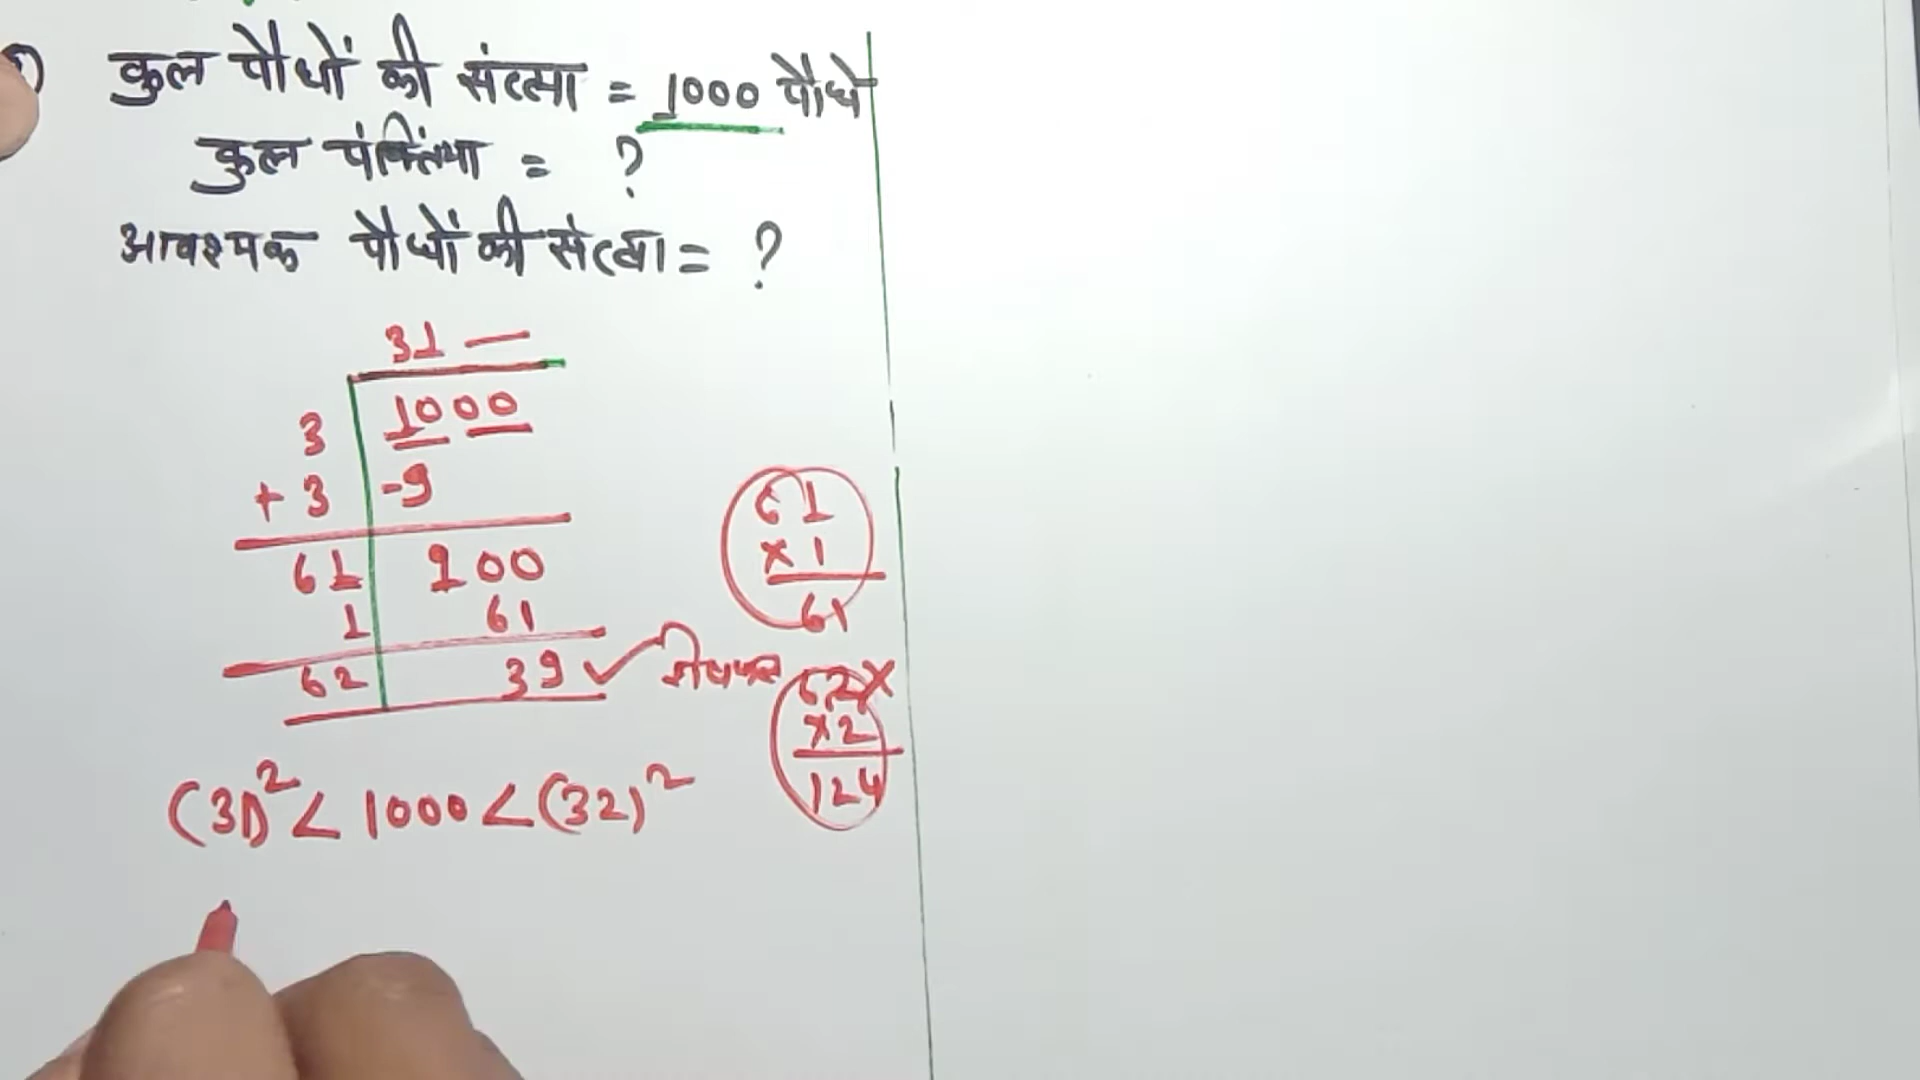 कुल पौधों की संख्या = 1000 पौधे
कुल पंक्तिंया = ?
आवश्यक पौधों की संख्या = ?
31 —
3 1000
+ 3 -9
61 100
1 61
62 39 ✓ शेषफल
61
x 1
61
62 x
x 2
124
(31)² < 1000 < (32)²